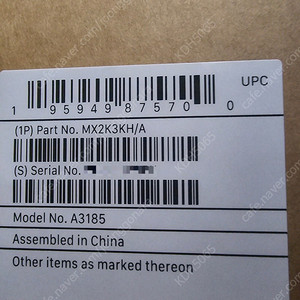 UPC
1 95949 87570 0
(1P) Part No. MX2K3KH/A
(S) Serial No.
Model No. A3185
Assembled in China
Other items as marked thereon